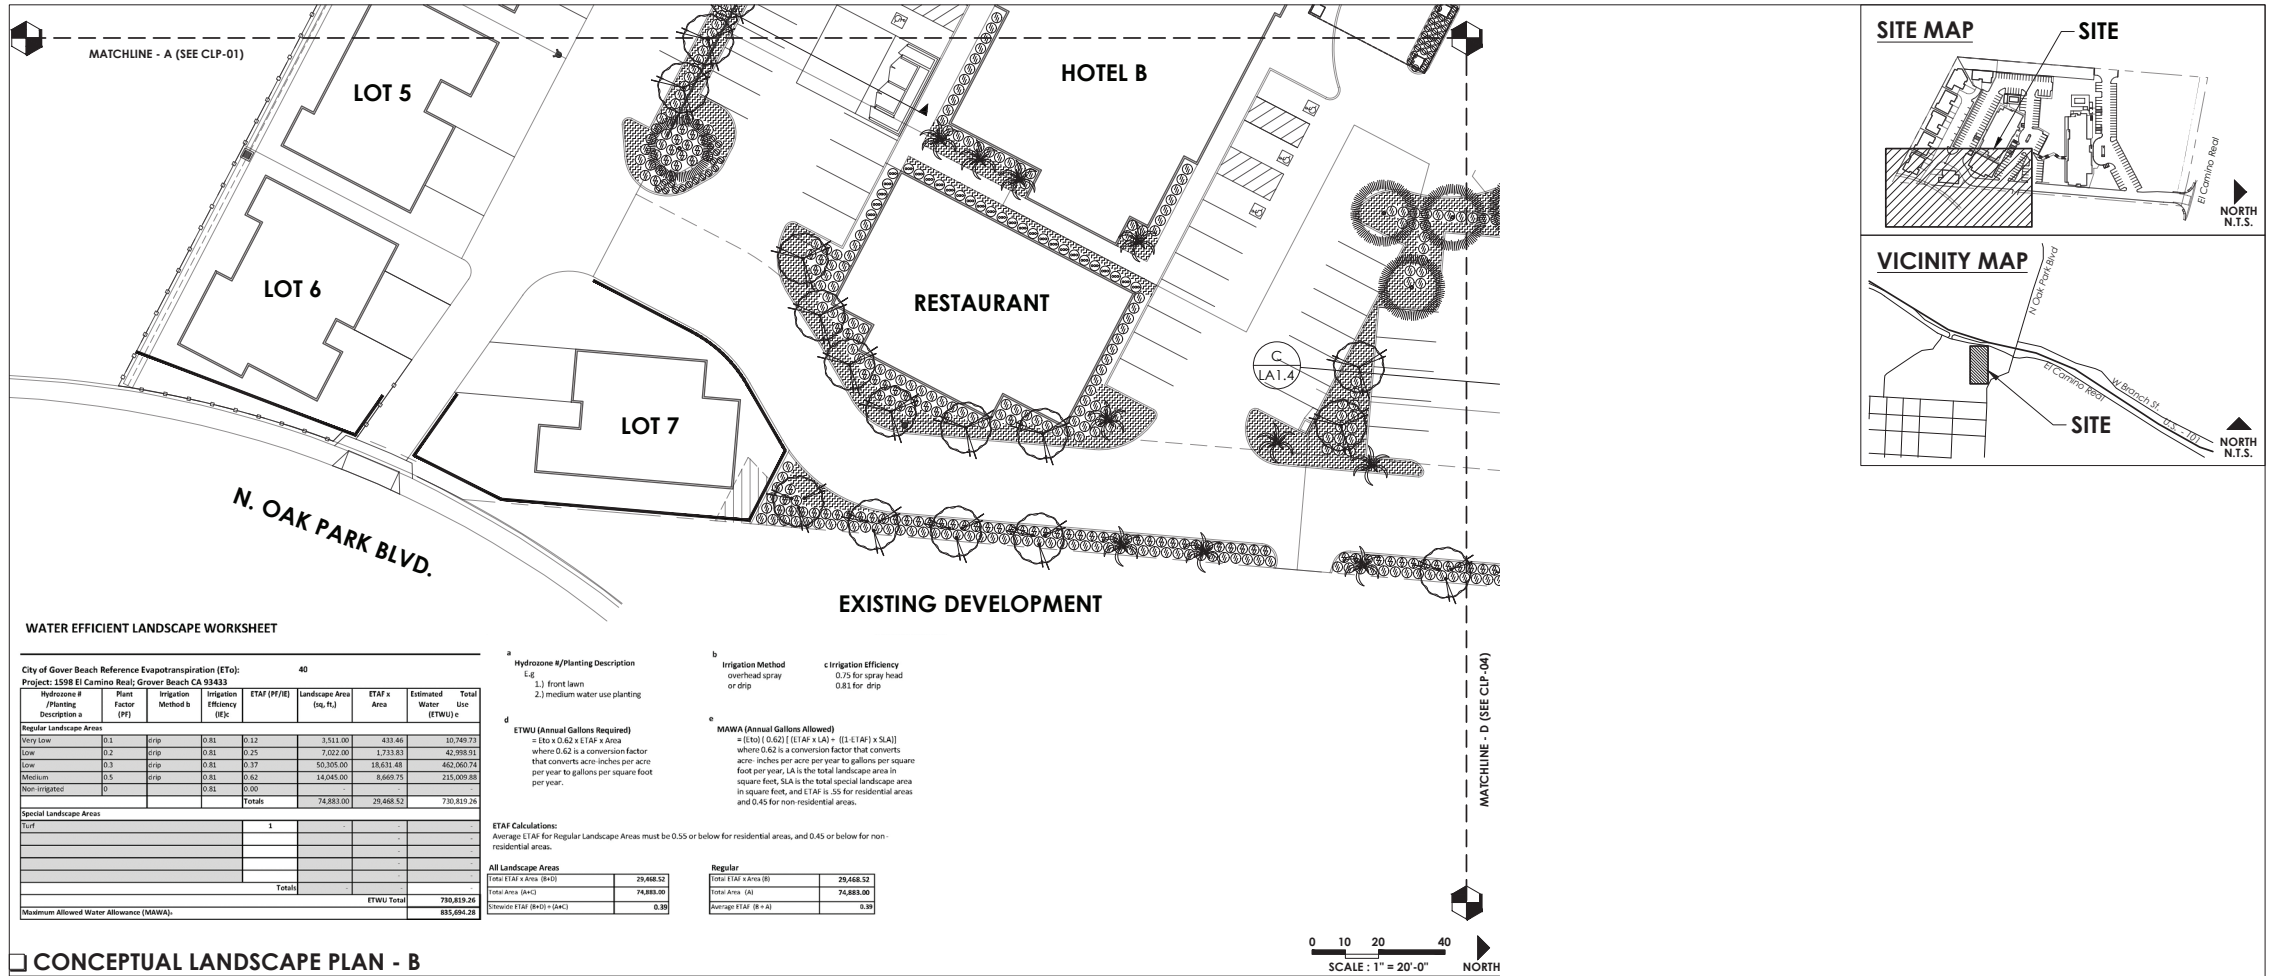 MATCHLINE - A (SEE CLP-01)
LOT 5
HOTEL B
LOT 6
RESTAURANT
LOT 7
C
LA1.4
N. OAK PARK BLVD.
EXISTING DEVELOPMENT
MATCHLINE - D (SEE CLP-04)
SITE MAP
SITE
El Camino Real
NORTH
N.T.S.
VICINITY MAP
N Oak Park Blvd
El Camino Real
W Branch St.
U.S. - 101
SITE
NORTH
N.T.S.
WATER EFFICIENT LANDSCAPE WORKSHEET
City of Gover Beach Reference Evapotranspiration (ETo): 40
Project: 1598 El Camino Real; Grover Beach CA 93433
Hydrozone # /Planting Description a | Plant Factor (PF) | Irrigation Method b | Irrigation Effciency (IE)c | ETAF (PF/IE) | Landscape Area (sq, ft,) | ETAF x Area | Estimated Total Water Use (ETWU) e
Regular Landscape Areas
Very Low 0.1 drip 0.81 0.12 3,511.00 433.46 10,749.73
Low 0.2 drip 0.81 0.25 7,022.00 1,733.83 42,998.91
Low 0.3 drip 0.81 0.37 50,305.00 18,631.48 462,060.74
Medium 0.5 drip 0.81 0.62 14,045.00 8,669.75 215,009.88
Non-irrigated 0 0.81 0.00 - - -
Totals 74,883.00 29,468.52 730,819.26
Special Landscape Areas
Turf 1 - - -
- -
- -
- -
- -
Totals - - -
ETWU Total 730,819.26
Maximum Allowed Water Allowance (MAWA)e 835,694.28
a
Hydrozone #/Planting Description
E.g
1.) front lawn
2.) medium water use planting
b
Irrigation Method
overhead spray
or drip
c Irrigation Efficiency
0.75 for spray head
0.81 for drip
d
ETWU (Annual Gallons Required)
= Eto x 0.62 x ETAF x Area
where 0.62 is a conversion factor
that converts acre-inches per acre
per year to gallons per square foot
per year.
e
MAWA (Annual Gallons Allowed)
= (Eto) ( 0.62) [ (ETAF x LA) + ((1-ETAF) x SLA)]
where 0.62 is a conversion factor that converts
acre- inches per acre per year to gallons per square
foot per year, LA is the total landscape area in
square feet, SLA is the total special landscape area
in square feet, and ETAF is .55 for residential areas
and 0.45 for non-residential areas.
ETAF Calculations:
Average ETAF for Regular Landscape Areas must be 0.55 or below for residential areas, and 0.45 or below for non-
residential areas.
All Landscape Areas
Total ETAF x Area (B+D) 29,468.52
Total Area (A+C) 74,883.00
Sitewide ETAF (B+D) ÷ (A+C) 0.39
Regular
Total ETAF x Area (B) 29,468.52
Total Area (A) 74,883.00
Average ETAF (B ÷ A) 0.39
0 10 20 40
SCALE : 1" = 20'-0"
NORTH
CONCEPTUAL LANDSCAPE PLAN - B